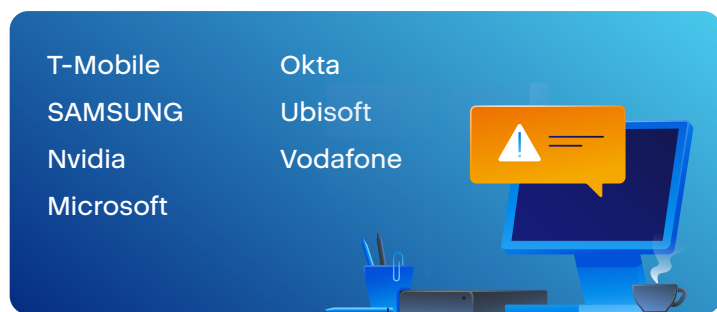 T-Mobile
SAMSUNG
Nvidia
Microsoft
Okta
Ubisoft
Vodafone